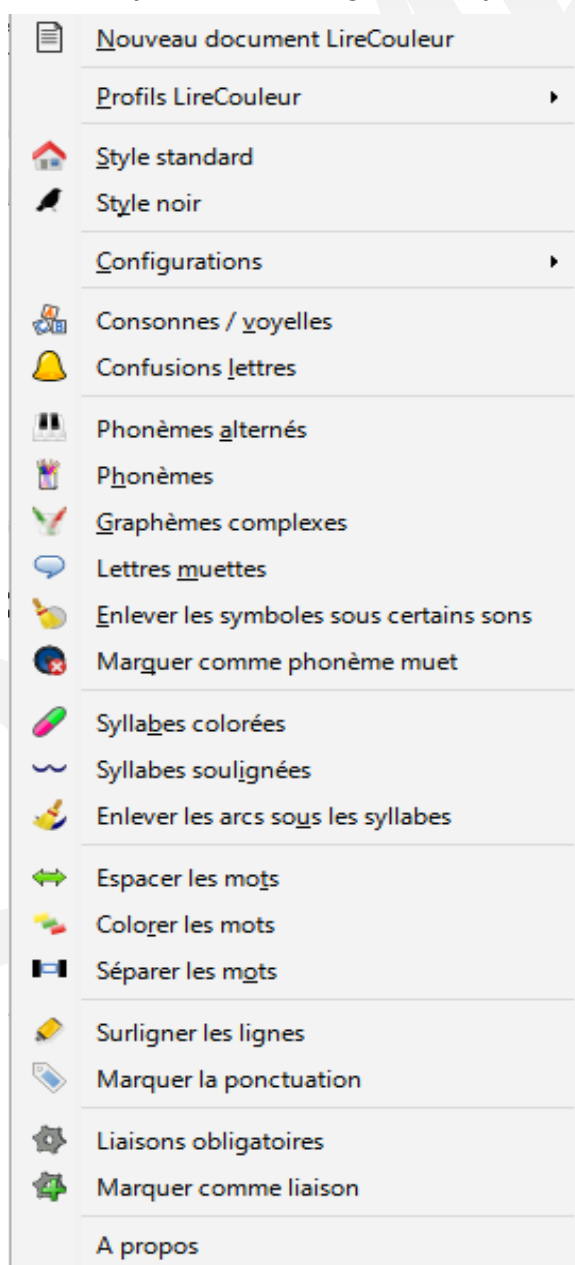 Nouveau document LireCouleur
Profils LireCouleur
Style standard
Style noir
Configurations
Consonnes / voyelles
Confusions lettres
Phonèmes alternés
Phonèmes
Graphèmes complexes
Lettres muettes
Enlever les symboles sous certains sons
Marquer comme phonème muet
Syllabes colorées
Syllabes soulignées
Enlever les arcs sous les syllabes
Espacer les mots
Colorer les mots
Séparer les mots
Surligner les lignes
Marquer la ponctuation
Liaisons obligatoires
Marquer comme liaison
A propos